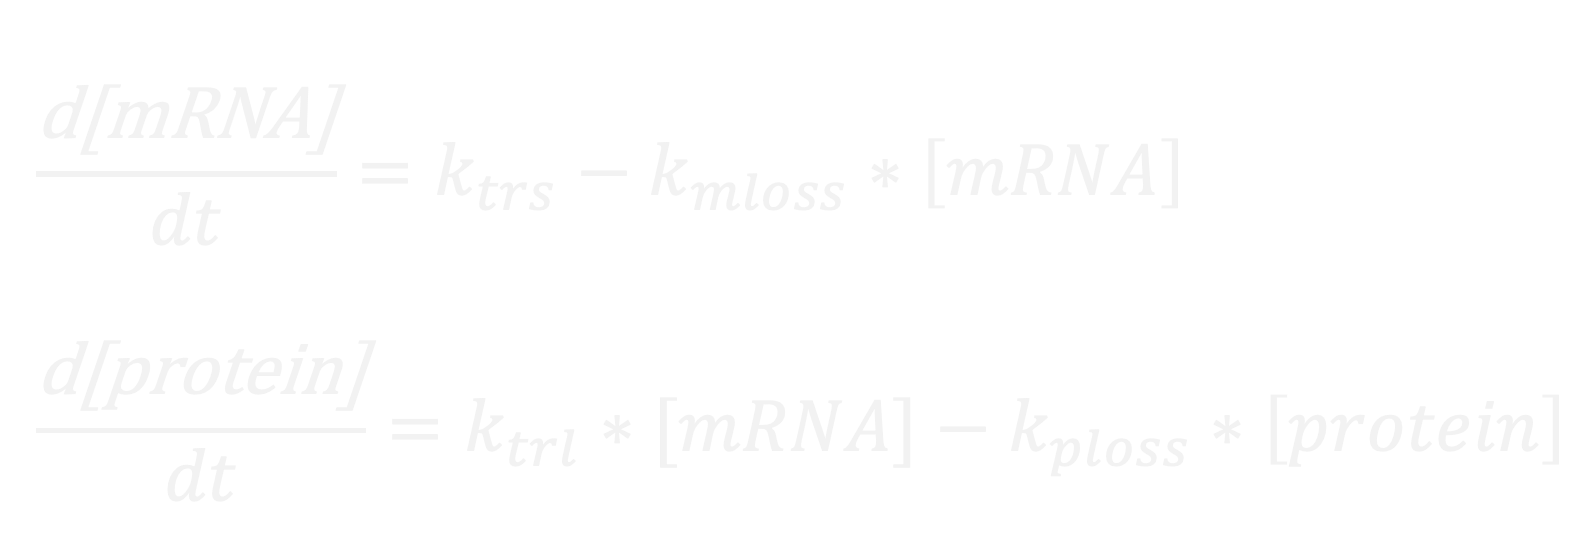 d[mRNA]/dt = k_trs − k_mloss * [mRNA]
d[protein]/dt = k_trl * [mRNA] − k_ploss * [protein]